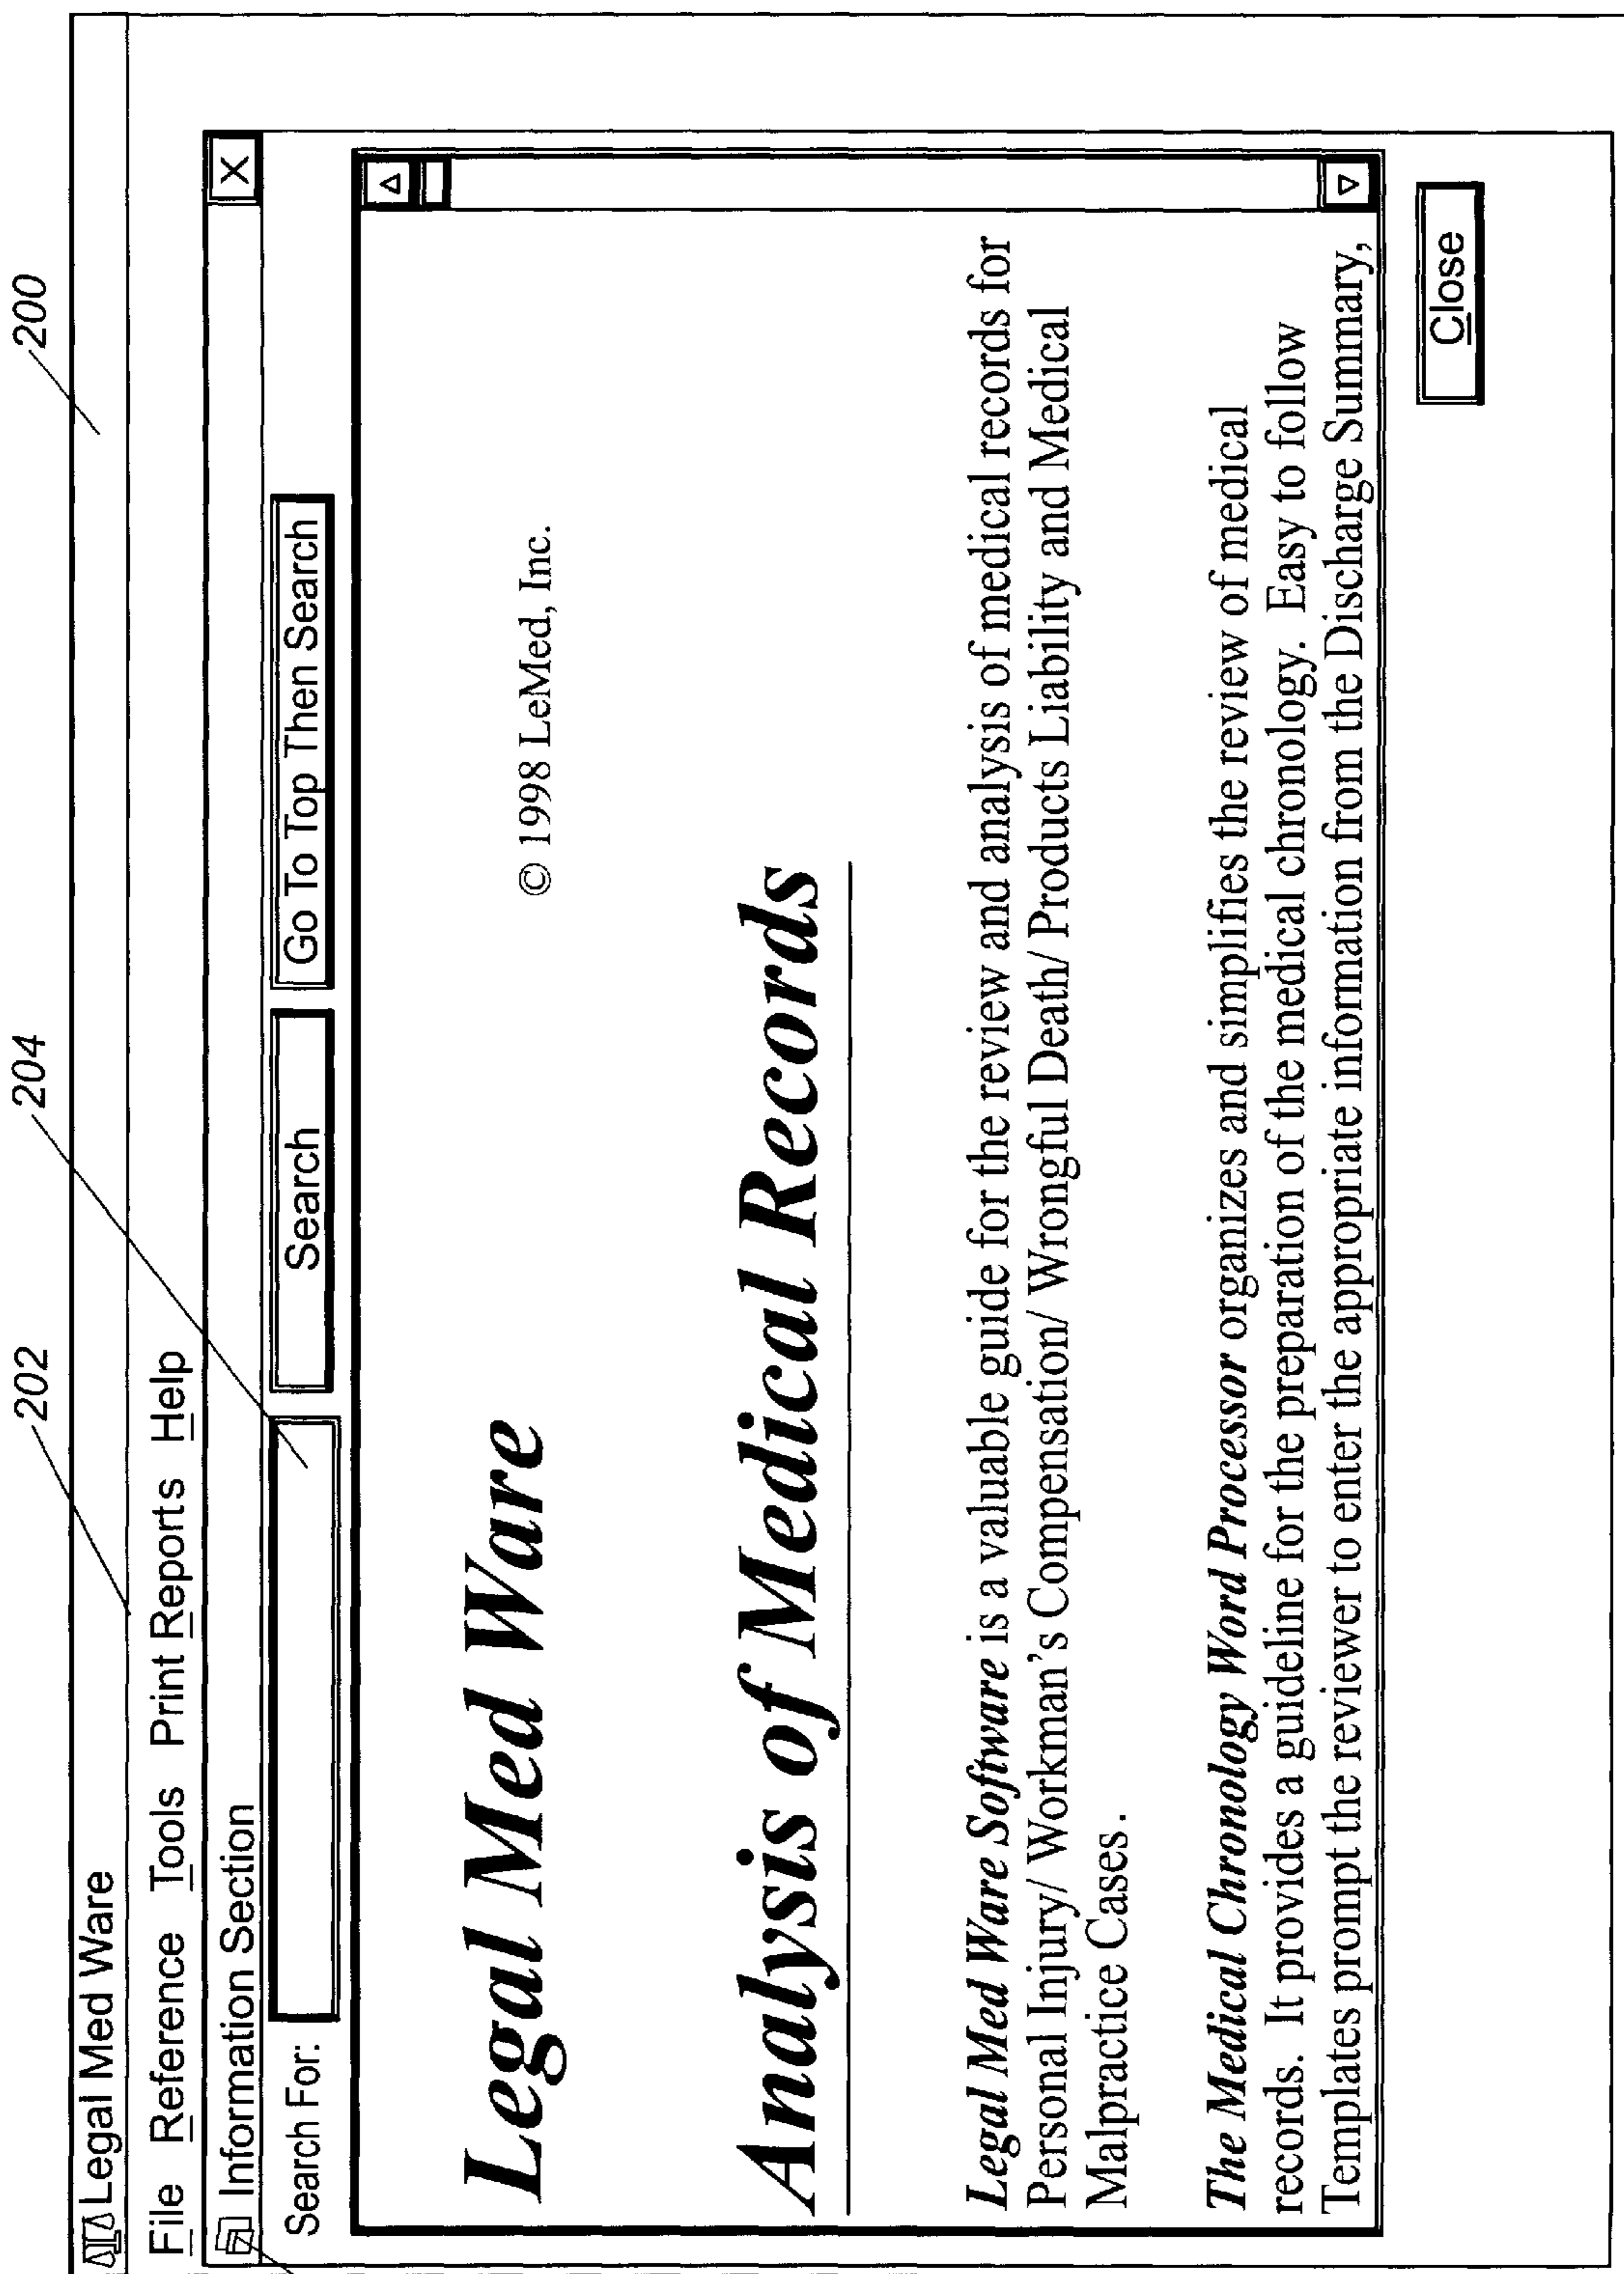 202
204
200
Legal Med Ware
File Reference Tools Print Reports Help
Information Section
X
Search For:
Search
Go To Top Then Search
Legal Med Ware
© 1998 LeMed, Inc.
Analysis of Medical Records
Legal Med Ware Software is a valuable guide for the review and analysis of medical records for
Personal Injury/ Workman's Compensation/ Wrongful Death/ Products Liability and Medical
Malpractice Cases.
The Medical Chronology Word Processor organizes and simplifies the review of medical
records. It provides a guideline for the preparation of the medical chronology. Easy to follow
Templates prompt the reviewer to enter the appropriate information from the Discharge Summary,
Close